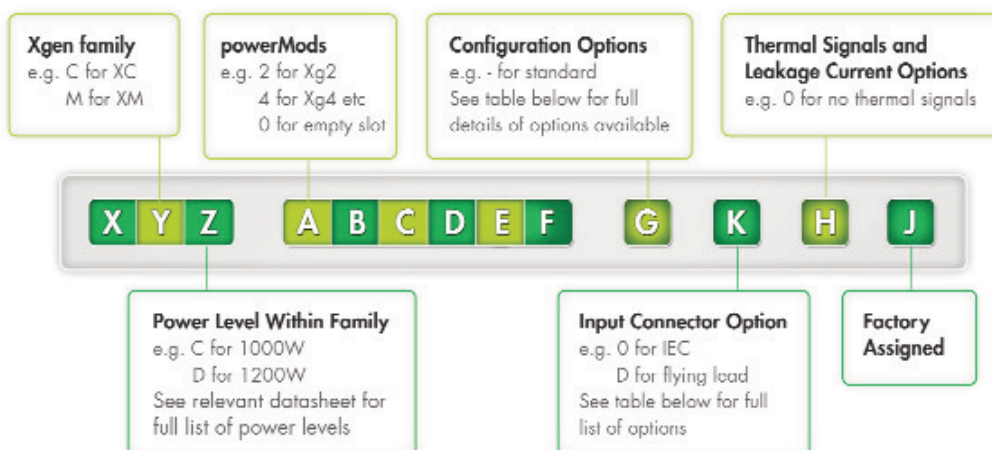 Xgen family
e.g. C for XC
M for XM
powerMods
e.g. 2 for Xg2
4 for Xg4 etc
0 for empty slot
Configuration Options
e.g. - for standard
See table below for full
details of options available
Thermal Signals and
Leakage Current Options
e.g. 0 for no thermal signals
X Y Z A B C D E F G K H J
Power Level Within Family
e.g. C for 1000W
D for 1200W
See relevant datasheet for
full list of power levels
Input Connector Option
e.g. 0 for IEC
D for flying lead
See table below for full
list of options
Factory
Assigned